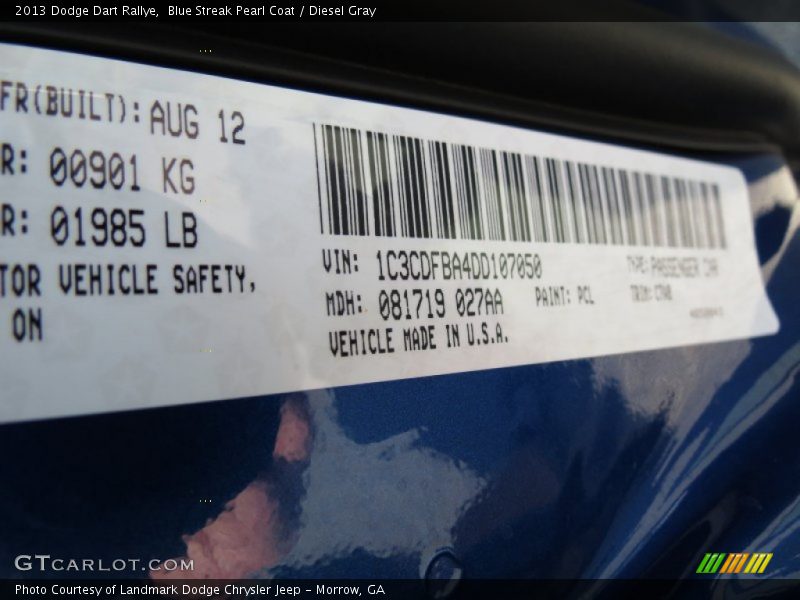 2013 Dodge Dart Rallye,  Blue Streak Pearl Coat / Diesel Gray
FR(BUILT): AUG 12
R: 00901 KG
R: 01985 LB
TOR VEHICLE SAFETY,
ON
VIN: 1C3CDFBA4DD107050
TYPE: PASSENGER CAR
MDH: 081719 027AA
PAINT: PCL
TRIM:
VEHICLE MADE IN U.S.A.
GTCARLOT.COM
Photo Courtesy of Landmark Dodge Chrysler Jeep - Morrow, GA